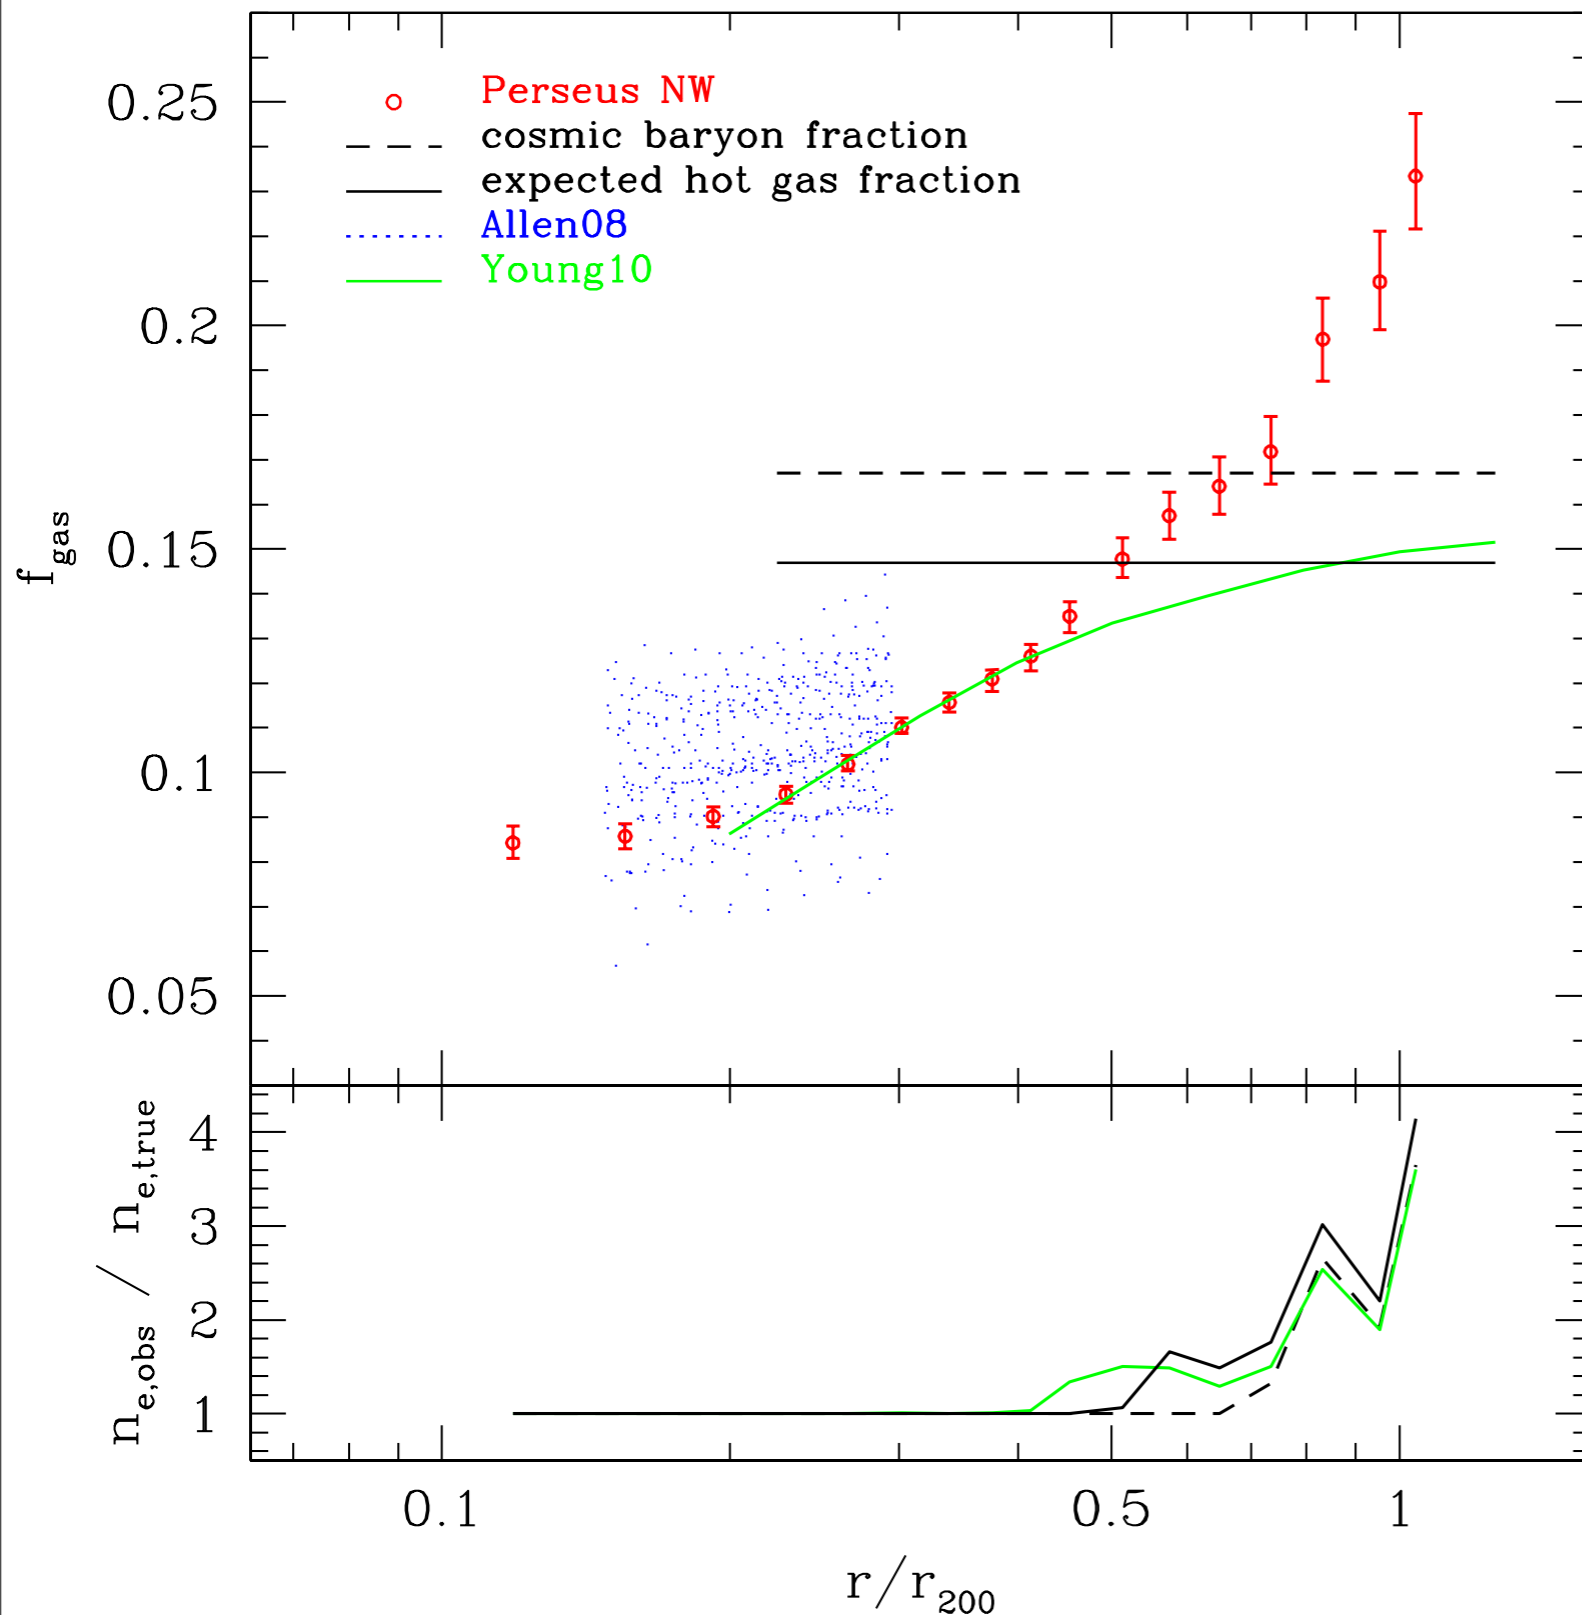 0.25
0.2
0.15
0.1
0.05
f_gas
Perseus NW
cosmic baryon fraction
expected hot gas fraction
Allen08
Young10
4
3
2
1
n_e,obs / n_e,true
0.1
0.5
1
r/r_200